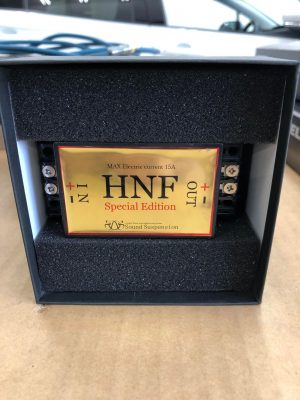 MAX Electric current 15A
HNF
Special Edition
+
-
IN
+
-
OUT
Sound Suspension